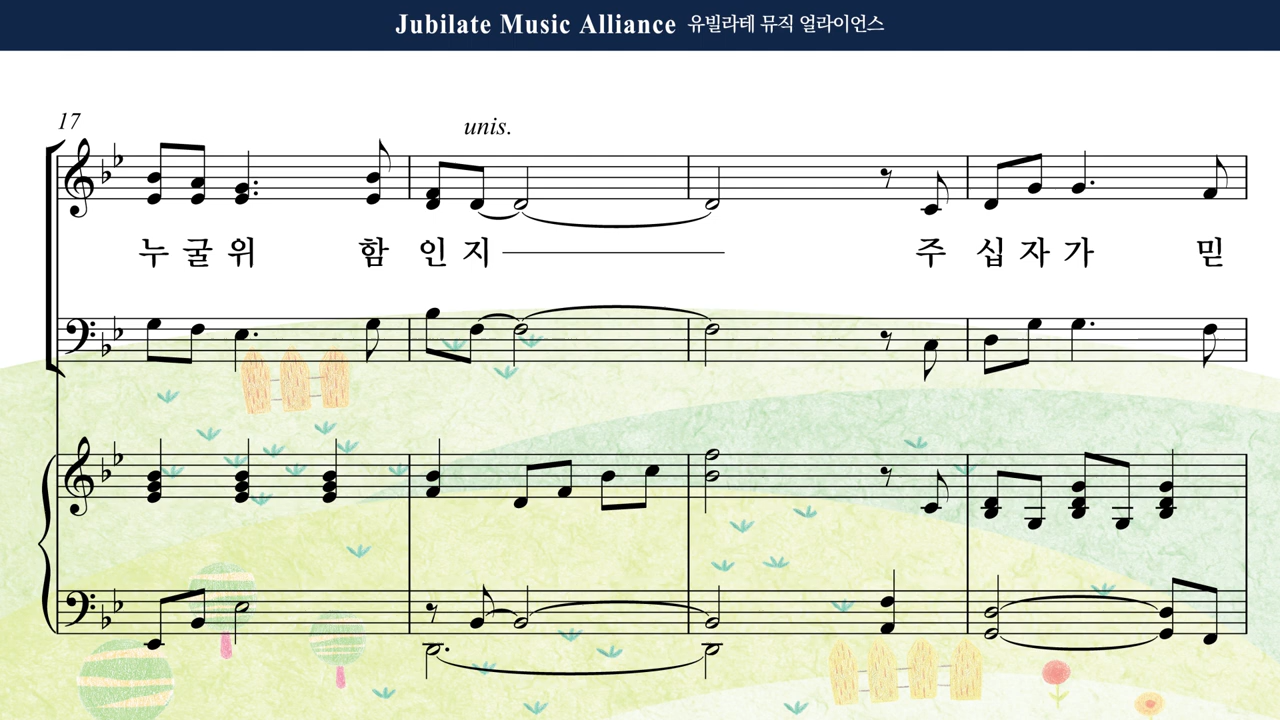 Jubilate Music Alliance 유빌라테 뮤직 얼라이언스
17
unis.
누 굴 위 함 인 지 주 십 자 가 믿